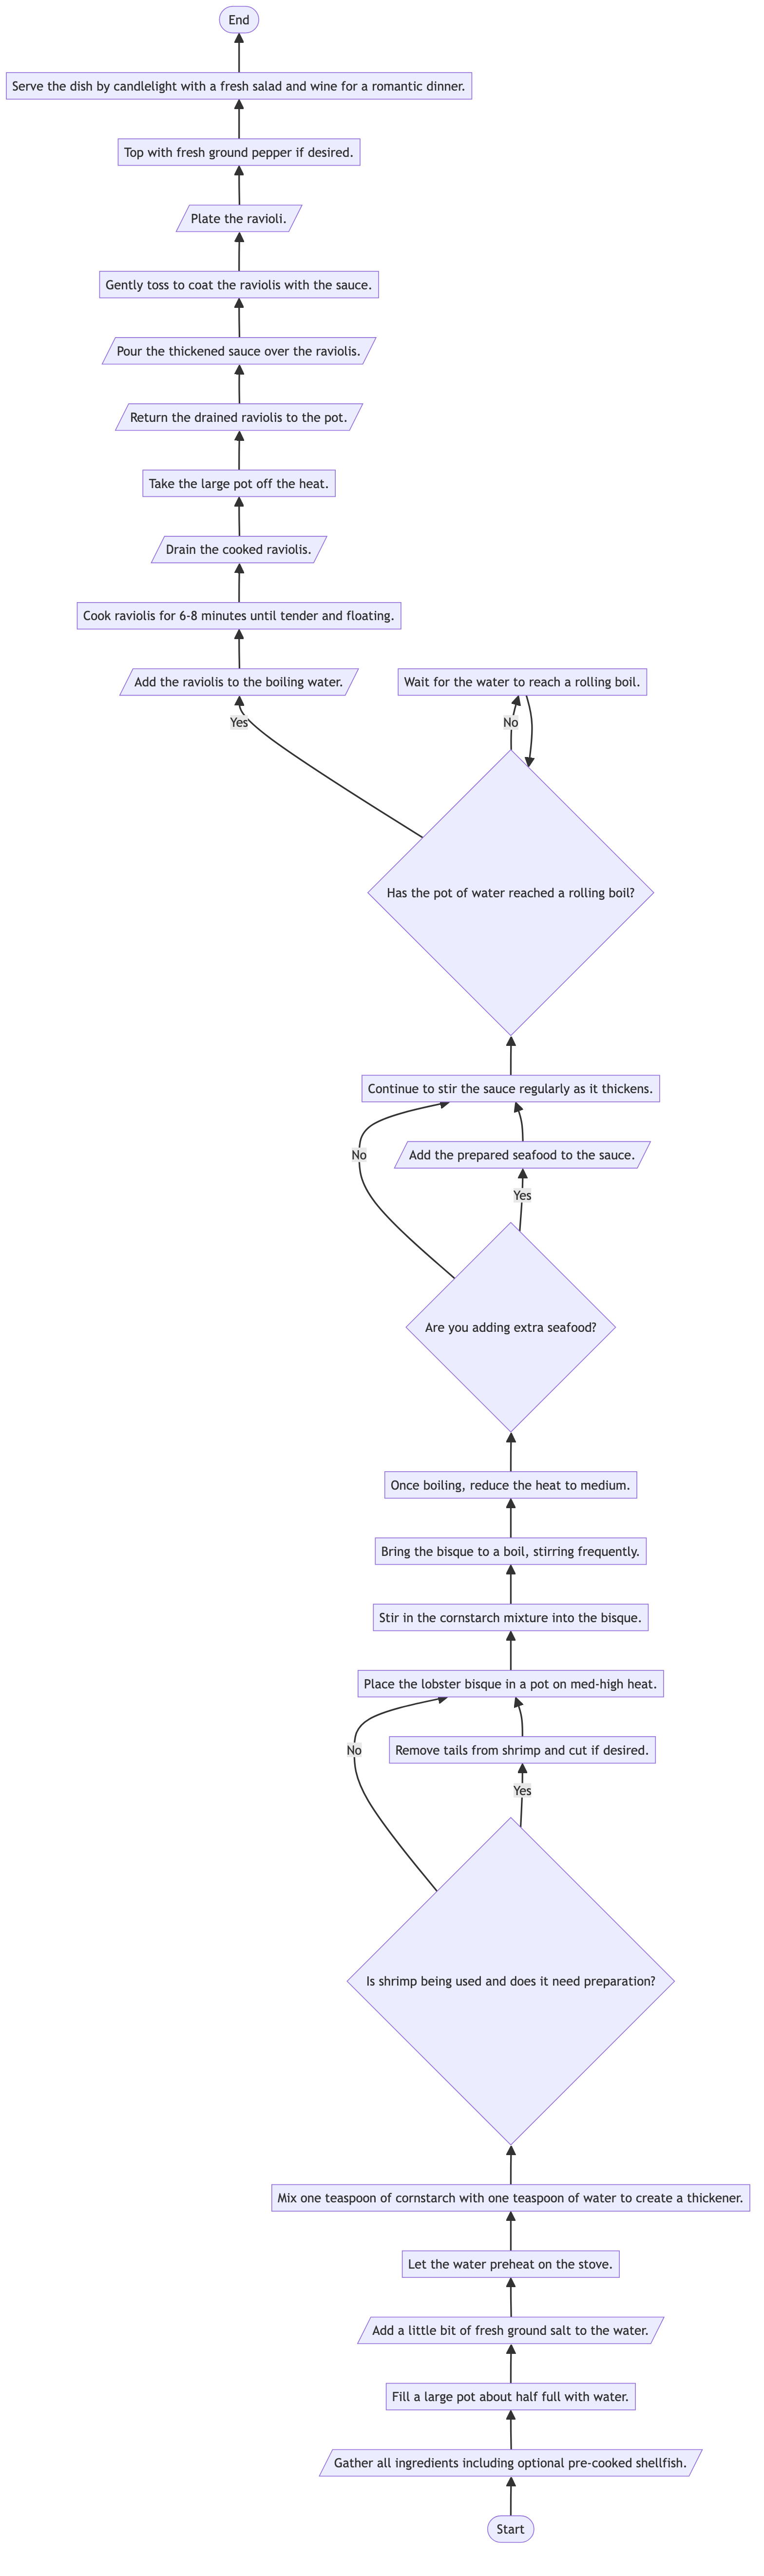 End
Serve the dish by candlelight with a fresh salad and wine for a romantic dinner.
Top with fresh ground pepper if desired.
Plate the ravioli.
Gently toss to coat the raviolis with the sauce.
Pour the thickened sauce over the raviolis.
Return the drained raviolis to the pot.
Take the large pot off the heat.
Drain the cooked raviolis.
Cook raviolis for 6-8 minutes until tender and floating.
Add the raviolis to the boiling water.
Wait for the water to reach a rolling boil.
Yes
No
Has the pot of water reached a rolling boil?
Continue to stir the sauce regularly as it thickens.
No
Add the prepared seafood to the sauce.
Yes
Are you adding extra seafood?
Once boiling, reduce the heat to medium.
Bring the bisque to a boil, stirring frequently.
Stir in the cornstarch mixture into the bisque.
Place the lobster bisque in a pot on med-high heat.
No
Remove tails from shrimp and cut if desired.
Yes
Is shrimp being used and does it need preparation?
Mix one teaspoon of cornstarch with one teaspoon of water to create a thickener.
Let the water preheat on the stove.
Add a little bit of fresh ground salt to the water.
Fill a large pot about half full with water.
Gather all ingredients including optional pre-cooked shellfish.
Start